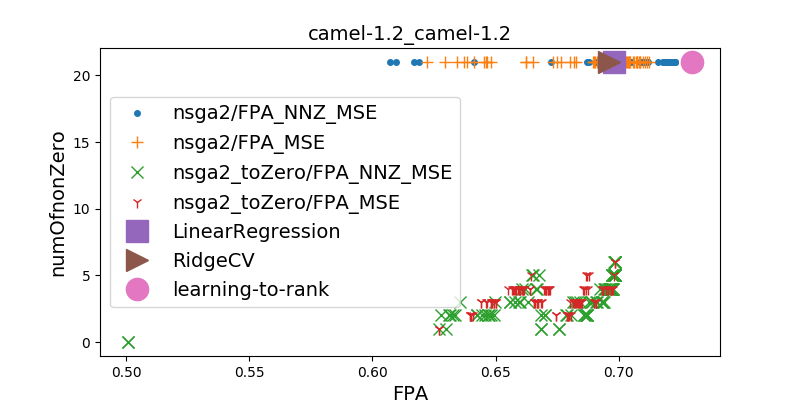 camel-1.2_camel-1.2
numOfnonZero
20
15
10
5
0
nsga2/FPA_NNZ_MSE
nsga2/FPA_MSE
nsga2_toZero/FPA_NNZ_MSE
nsga2_toZero/FPA_MSE
LinearRegression
RidgeCV
learning-to-rank
0.50 0.55 0.60 0.65 0.70
FPA